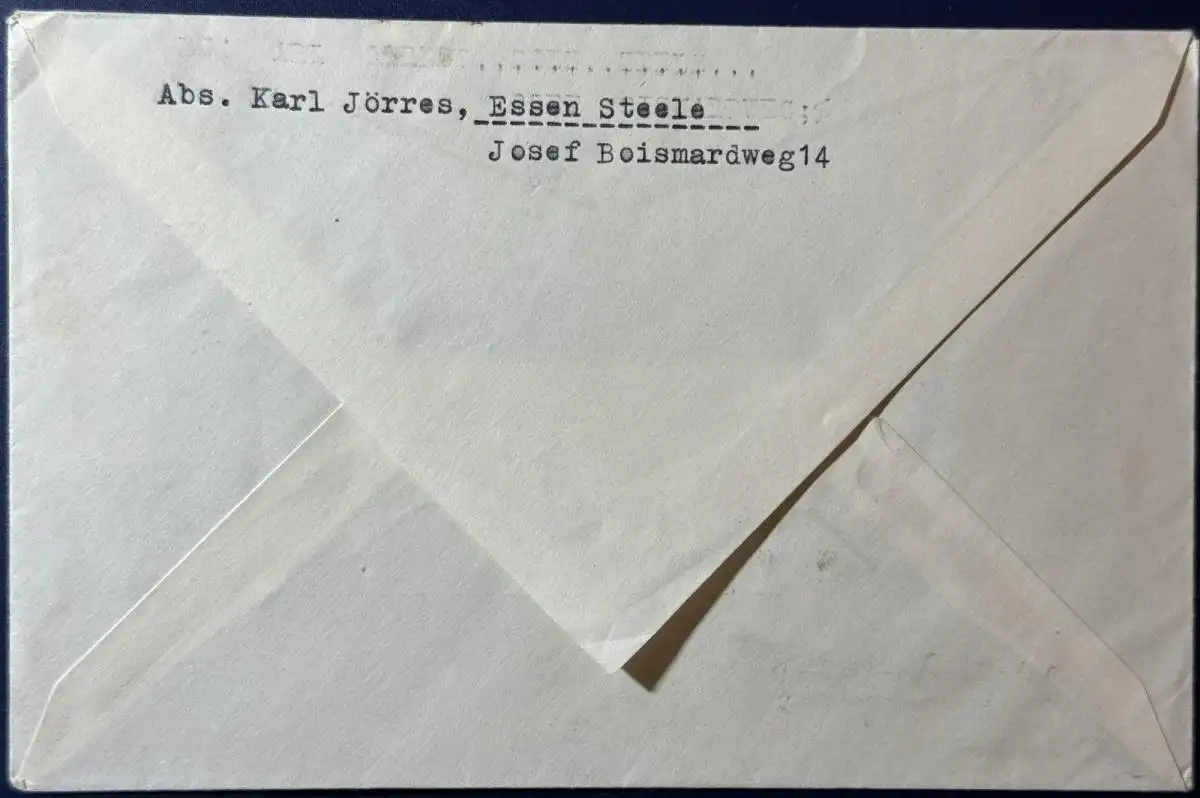 Abs. Karl Jörres, Essen Steele
Josef Boismardweg14